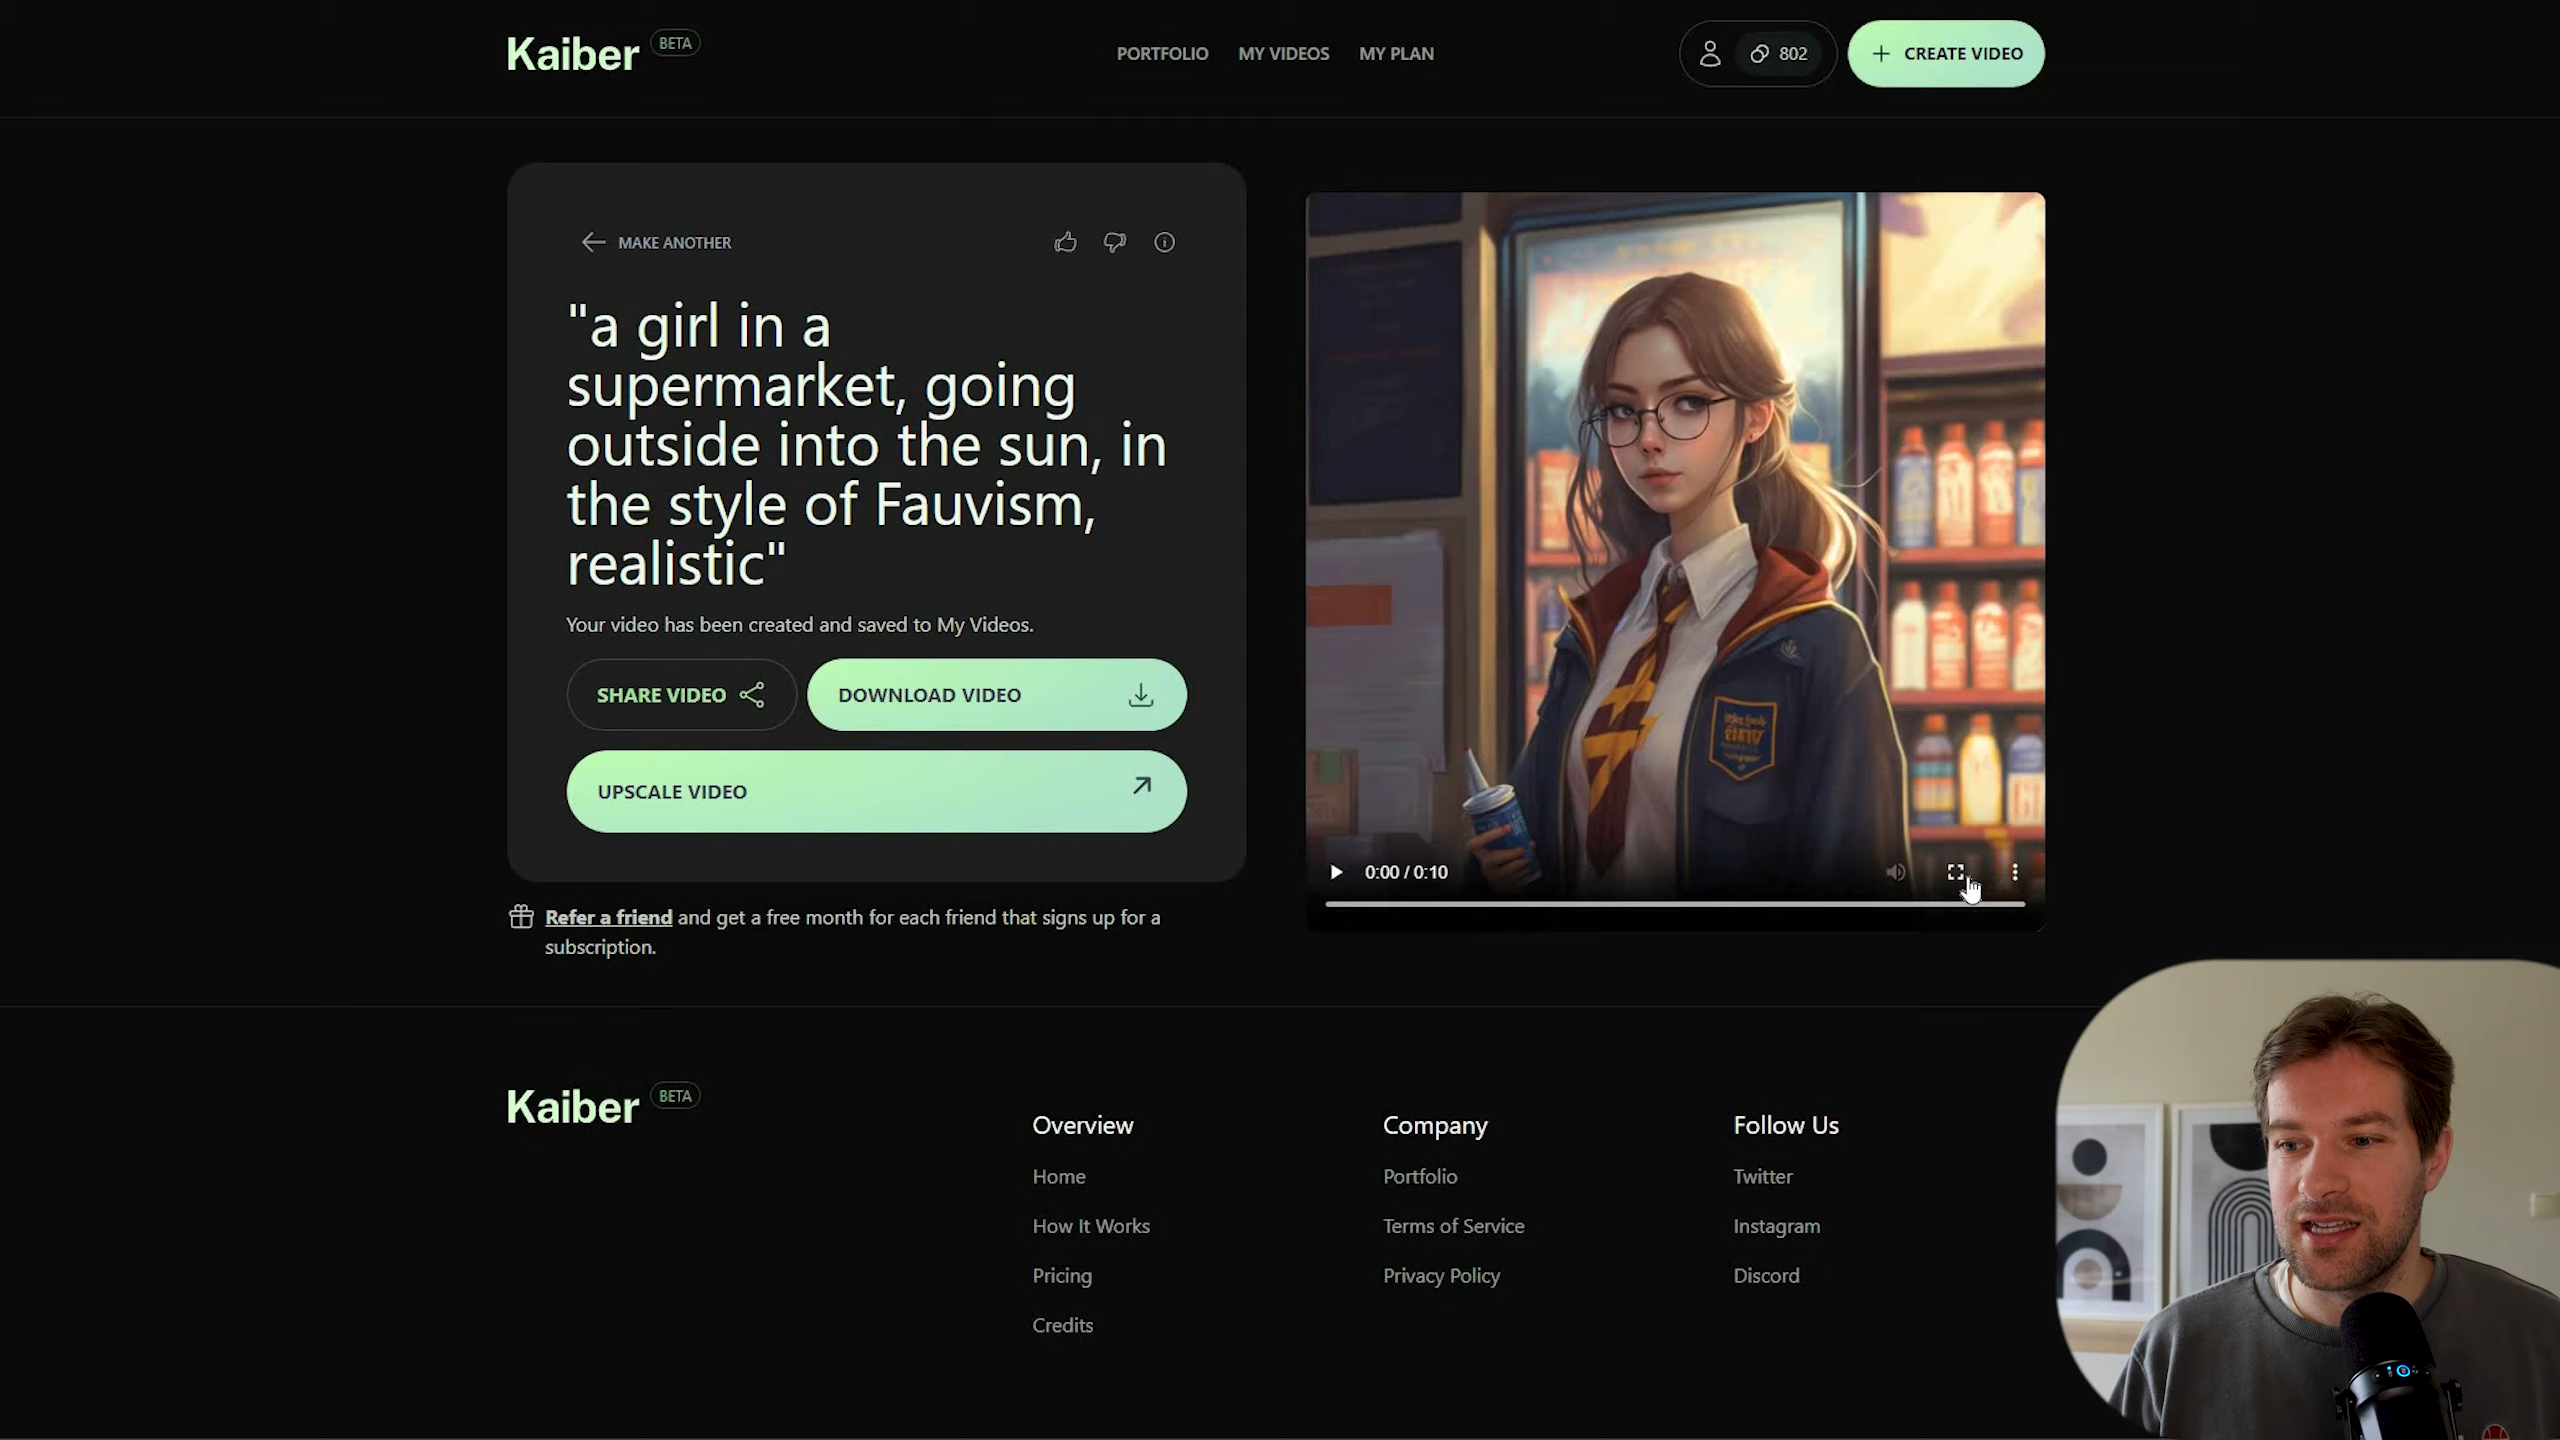 Kaiber BETA
PORTFOLIO MY VIDEOS MY PLAN
802
+ CREATE VIDEO
MAKE ANOTHER
"a girl in a
supermarket, going
outside into the sun, in
the style of Fauvism,
realistic"
Your video has been created and saved to My Videos.
SHARE VIDEO
DOWNLOAD VIDEO
UPSCALE VIDEO
0:00 / 0:10
Refer a friend and get a free month for each friend that signs up for a
subscription.
Kaiber BETA
Overview
Home
How It Works
Pricing
Credits
Company
Portfolio
Terms of Service
Privacy Policy
Follow Us
Twitter
Instagram
Discord